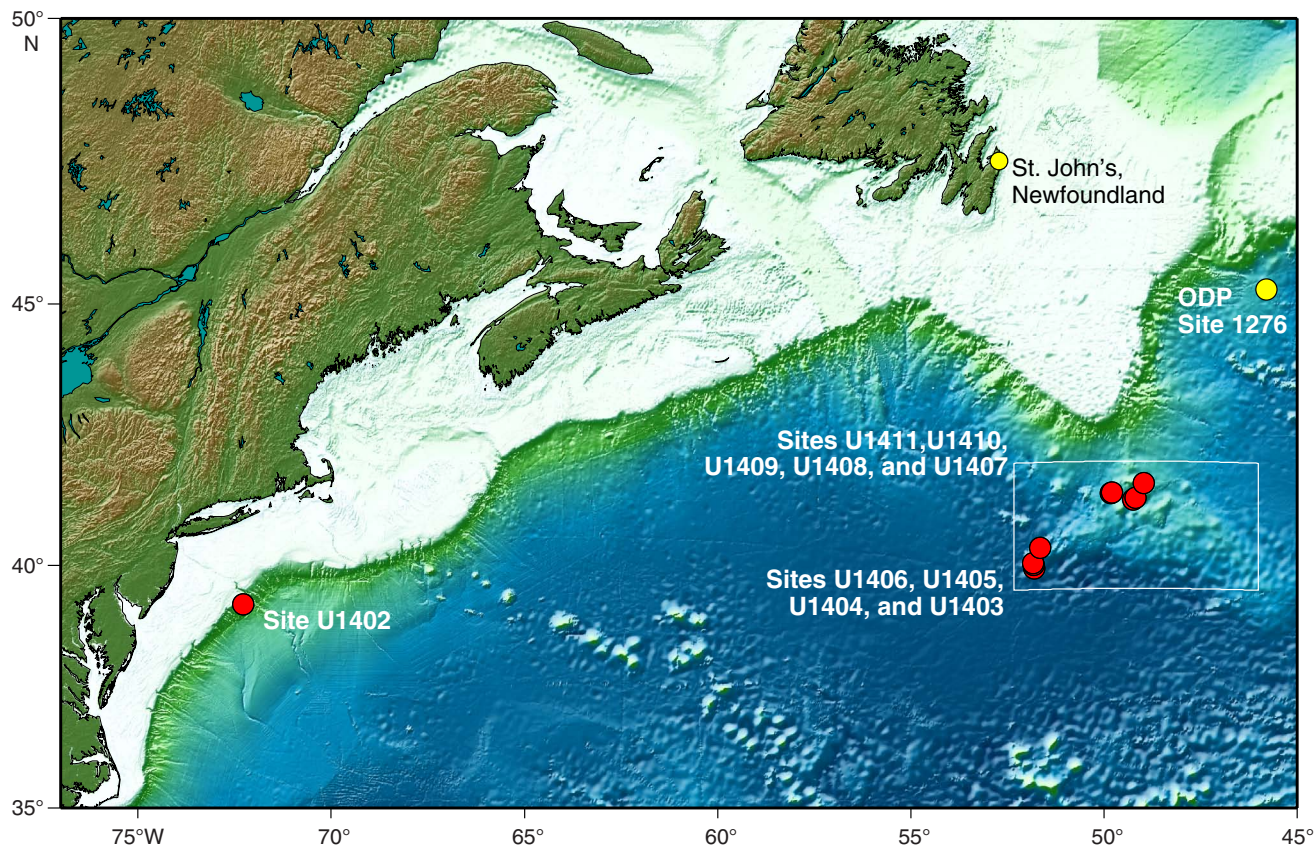 50°
N
St. John's,
Newfoundland
45°
ODP
Site 1276
Sites U1411,U1410,
U1409, U1408, and U1407
40°
Sites U1406, U1405,
U1404, and U1403
Site U1402
35°
75°W
70°
65°
60°
55°
50°
45°